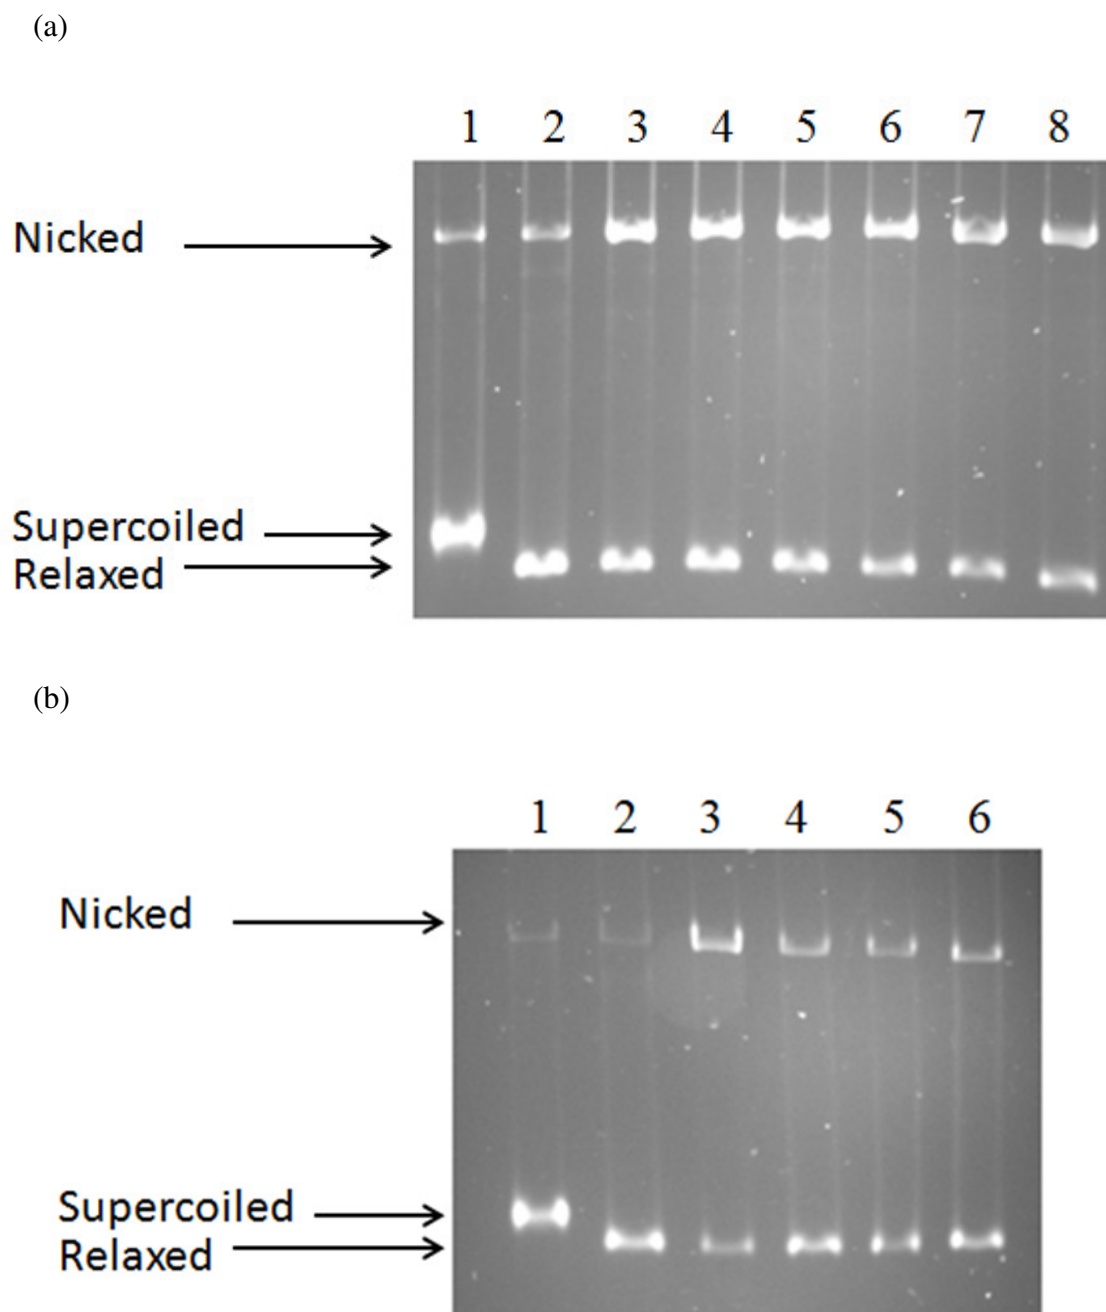 (a)
1 2 3 4 5 6 7 8
Nicked
Supercoiled
Relaxed
(b)
1 2 3 4 5 6
Nicked
Supercoiled
Relaxed